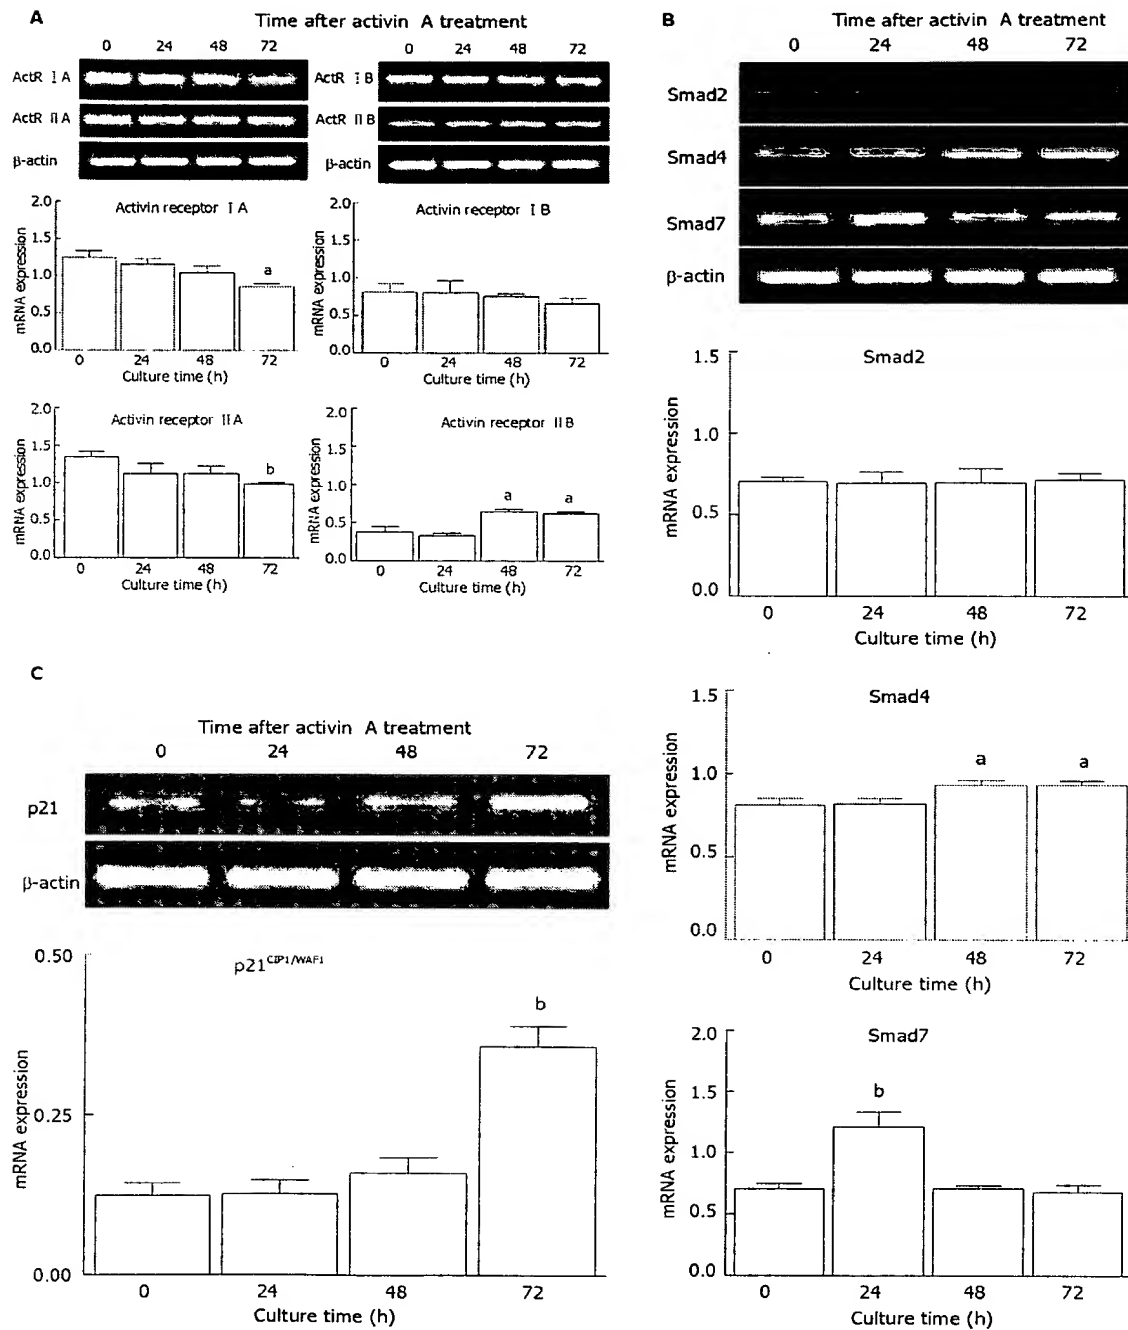 A
Time after activin A treatment
0 24 48 72
0 24 48 72
ActR I A
ActR I B
ActR II A
ActR II B
β-actin
β-actin
Activin receptor I A
mRNA expression
2.0
1.5
1.0
0.5
0.0
a
0 24 48 72
Culture time (h)
Activin receptor I B
mRNA expression
2.0
1.5
1.0
0.5
0.0
0 24 48 72
Culture time (h)
Activin receptor II A
mRNA expression
2.0
1.5
1.0
0.5
0.0
b
0 24 48 72
Culture time (h)
Activin receptor II B
mRNA expression
2.0
1.5
1.0
0.5
0.0
a a
0 24 48 72
Culture time (h)
B
Time after activin A treatment
0 24 48 72
Smad2
Smad4
Smad7
β-actin
Smad2
mRNA expression
1.5
1.0
0.5
0.0
0 24 48 72
Culture time (h)
Smad4
mRNA expression
1.5
1.0
0.5
0.0
a a
0 24 48 72
Culture time (h)
Smad7
mRNA expression
2.0
1.5
1.0
0.5
0.0
b
0 24 48 72
Culture time (h)
C
Time after activin A treatment
0 24 48 72
p21
β-actin
p21CIP1/WAF1
mRNA expression
0.50
0.25
0.00
b
0 24 48 72
Culture time (h)